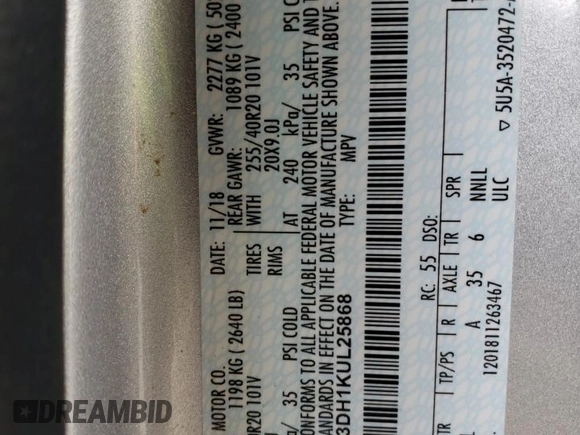 MOTOR CO.
DATE: 11/18 GVWR: 2277 KG ( 50
1198 KG ( 2640 LB) REAR GAWR: 1089 KG ( 2400
0R20 101V TIRES WITH 255/40R20 101V
RIMS 20X9.0J
/ 35 PSI COLD AT 240 kPa/ 35 PSI C
ONFORMS TO ALL APPLICABLE FEDERAL MOTOR VEHICLE SAFETY AND T
ANDARDS IN EFFECT ON THE DATE OF MANUFACTURE SHOWN ABOVE.
3DH1KUL25868 TYPE: MPV
RC: 55 DSO:
TP/PS R AXLE TR SPR
A 35 6 NNLL
1201811263467 ULC
▽ 5U5A-3520472-
DREAMBID
AMERICAN DREAM